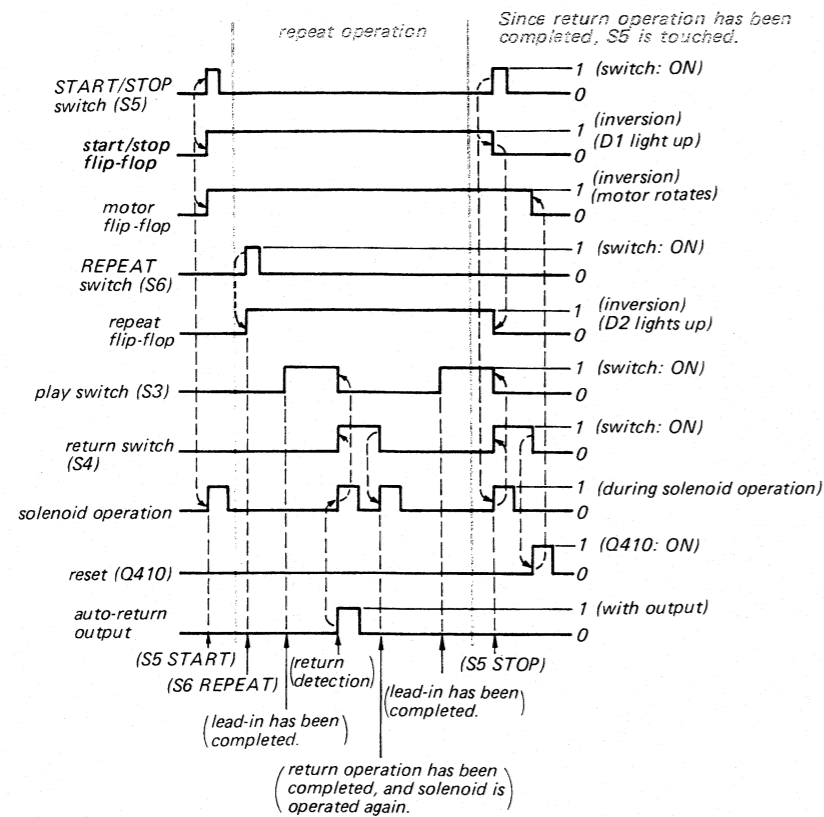 repeat operation
Since return operation has been
completed, S5 is touched.
START/STOP
switch (S5)
1 (switch: ON)
0
start/stop
flip-flop
1 (inversion)
(D1 light up)
0
motor
flip-flop
1 (inversion)
(motor rotates)
0
REPEAT
switch (S6)
1 (switch: ON)
0
repeat
flip-flop
1 (inversion)
(D2 lights up)
0
play switch (S3)
1 (switch: ON)
0
return switch
(S4)
1 (switch: ON)
0
solenoid operation
1 (during solenoid operation)
0
reset (Q410)
1 (Q410: ON)
0
auto-return
output
1 (with output)
0
(S5 START)
(S6 REPEAT)
(return
detection)
(S5 STOP)
(lead-in has been
completed.)
(lead-in has been
completed.)
(return operation has been
completed, and solenoid is
operated again.)